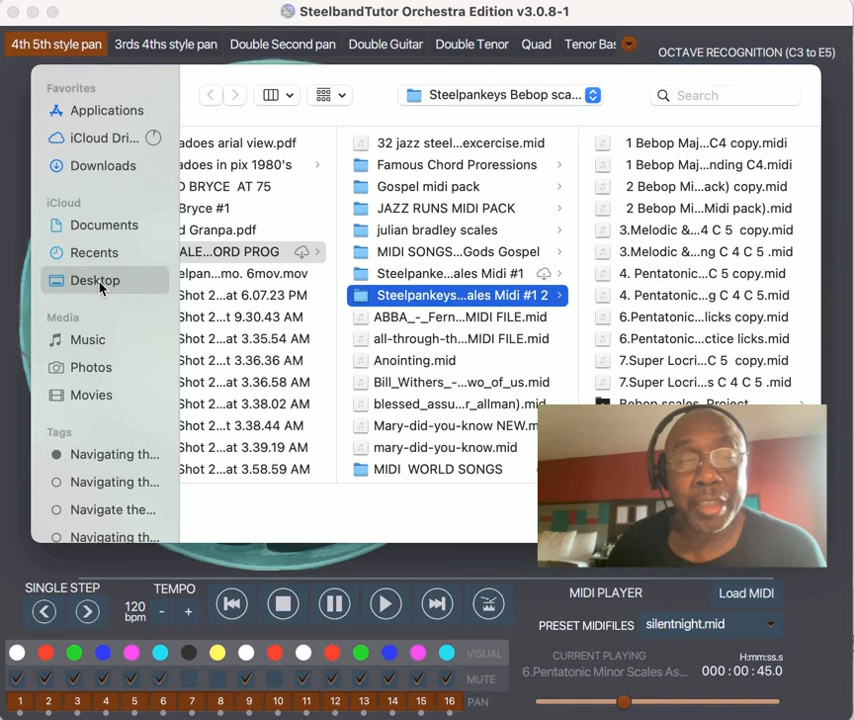 SteelbandTutor Orchestra Edition v3.0.8-1
4th 5th style pan 3rds 4ths style pan Double Second pan Double Guitar Double Tenor Quad Tenor Bas
OCTAVE RECOGNITION (C3 to E5)
Favorites
Applications
iCloud Dri...
Downloads
iCloud
Documents
Recents
Desktop
Media
Music
Photos
Movies
Tags
Navigating th...
Navigating th...
Navigate the...
Navigating th...
Steelpankeys Bebop sca...
Search
adoes arial view.pdf
adoes in pix 1980's
D BRYCE AT 75
Bryce #1
d Granpa.pdf
ALE...ORD PROG
elpan...mo. 6mov.mov
Shot 2...at 6.07.23 PM
Shot 2...t 9.30.43 AM
Shot 2...at 3.35.54 AM
Shot 2...at 3.36.36 AM
Shot 2...at 3.36.58 AM
Shot 2...at 3.38.02 AM
Shot 2...t 3.38.44 AM
Shot 2...at 3.39.19 AM
Shot 2...at 3.58.59 AM
32 jazz steel...excercise.mid
Famous Chord Proressions
Gospel midi pack
JAZZ RUNS MIDI PACK
julian bradley scales
MIDI SONGS...Gods Gospel
Steelpanke...ales Midi #1
Steelpankeys...ales Midi #1 2
ABBA_-_Fern...MIDI FILE.mid
all-through-th...MIDI FILE.mid
Anointing.mid
Bill_Withers_-...wo_of_us.mid
blessed_assu...r_allman).mid
Mary-did-you-know NEW.m
mary-did-you-know.mid
MIDI WORLD SONGS
1 Bebop Maj...C4 copy.midi
1 Bebop Maj...nding C4.midi
2 Bebop Mi...ack) copy.mid
2 Bebop Mi...Midi pack).mid
3.Melodic &...4 C 5 copy.mid
3.Melodic &...ng C 4 C 5 .mid
4. Pentatonic...C 5 copy.mid
4. Pentatonic...g C 4 C 5.mid
6.Pentatonic...licks copy.mid
6.Pentatonic...ctice licks.mid
7.Super Locri...C 5 copy.mid
7.Super Locri...s C 4 C 5 .mid
Bebop scales Project
SINGLE STEP
TEMPO
120
bpm
- +
MIDI PLAYER
Load MIDI
PRESET MIDIFILES
silentnight.mid
CURRENT PLAYING
6.Pentatonic Minor Scales As...
H:mm:ss.s
000 : 00 : 45.0
VISUAL
MUTE
1 2 3 4 5 6 7 8 9 10 11 12 13 14 15 16 PAN